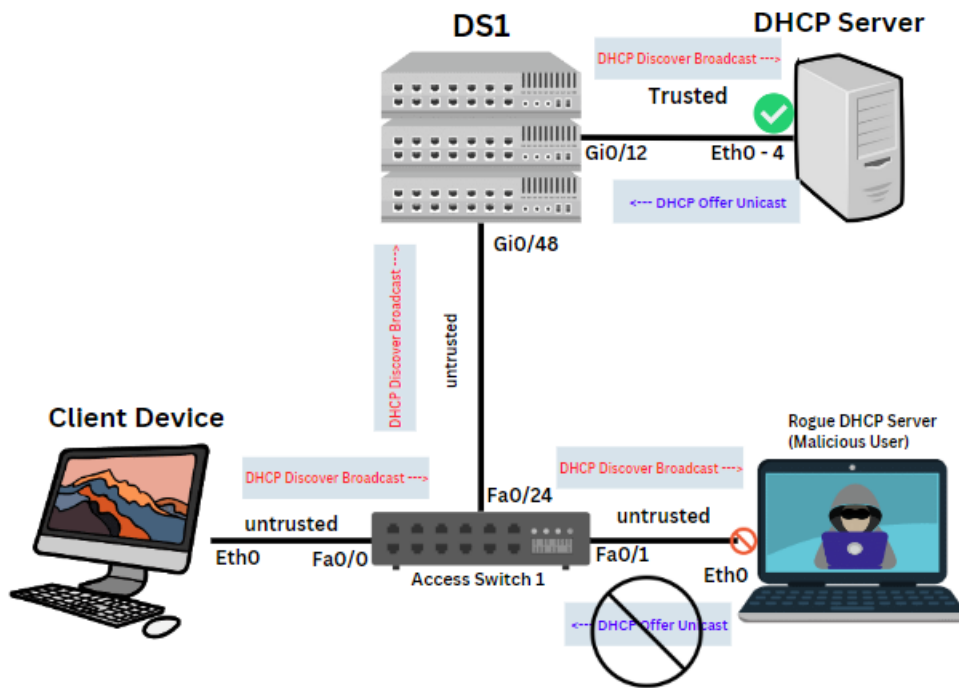 DS1
DHCP Server
DHCP Discover Broadcast --->
Trusted
Gi0/12
Eth0 - 4
<--- DHCP Offer Unicast
Gi0/48
DHCP Discover Broadcast --->
untrusted
Client Device
Rogue DHCP Server
(Malicious User)
DHCP Discover Broadcast --->
DHCP Discover Broadcast --->
Fa0/24
untrusted
untrusted
Eth0
Fa0/0
Access Switch 1
Fa0/1
Eth0
<--- DHCP Offer Unicast